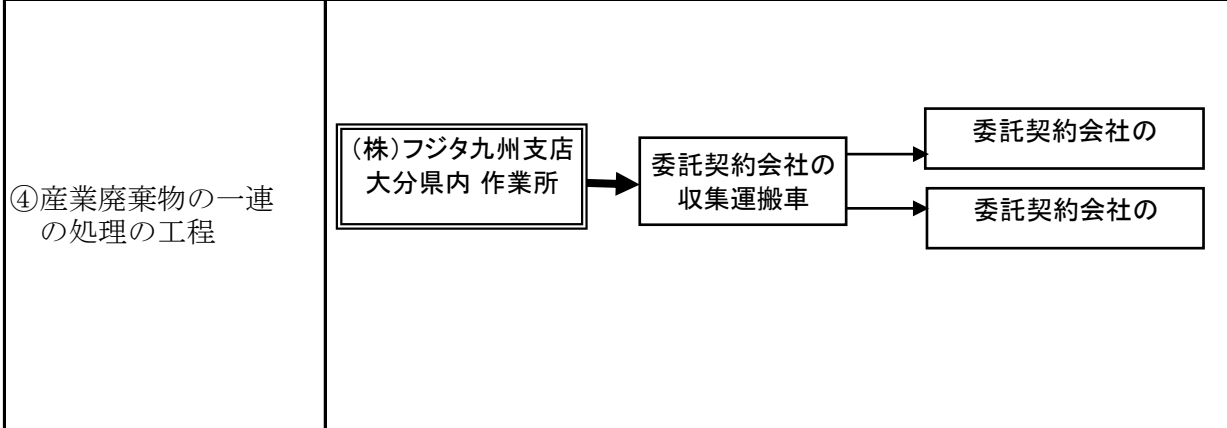 ④産業廃棄物の一連
の処理の工程
(株)フジタ九州支店
大分県内 作業所
委託契約会社の
収集運搬車
委託契約会社の
委託契約会社の